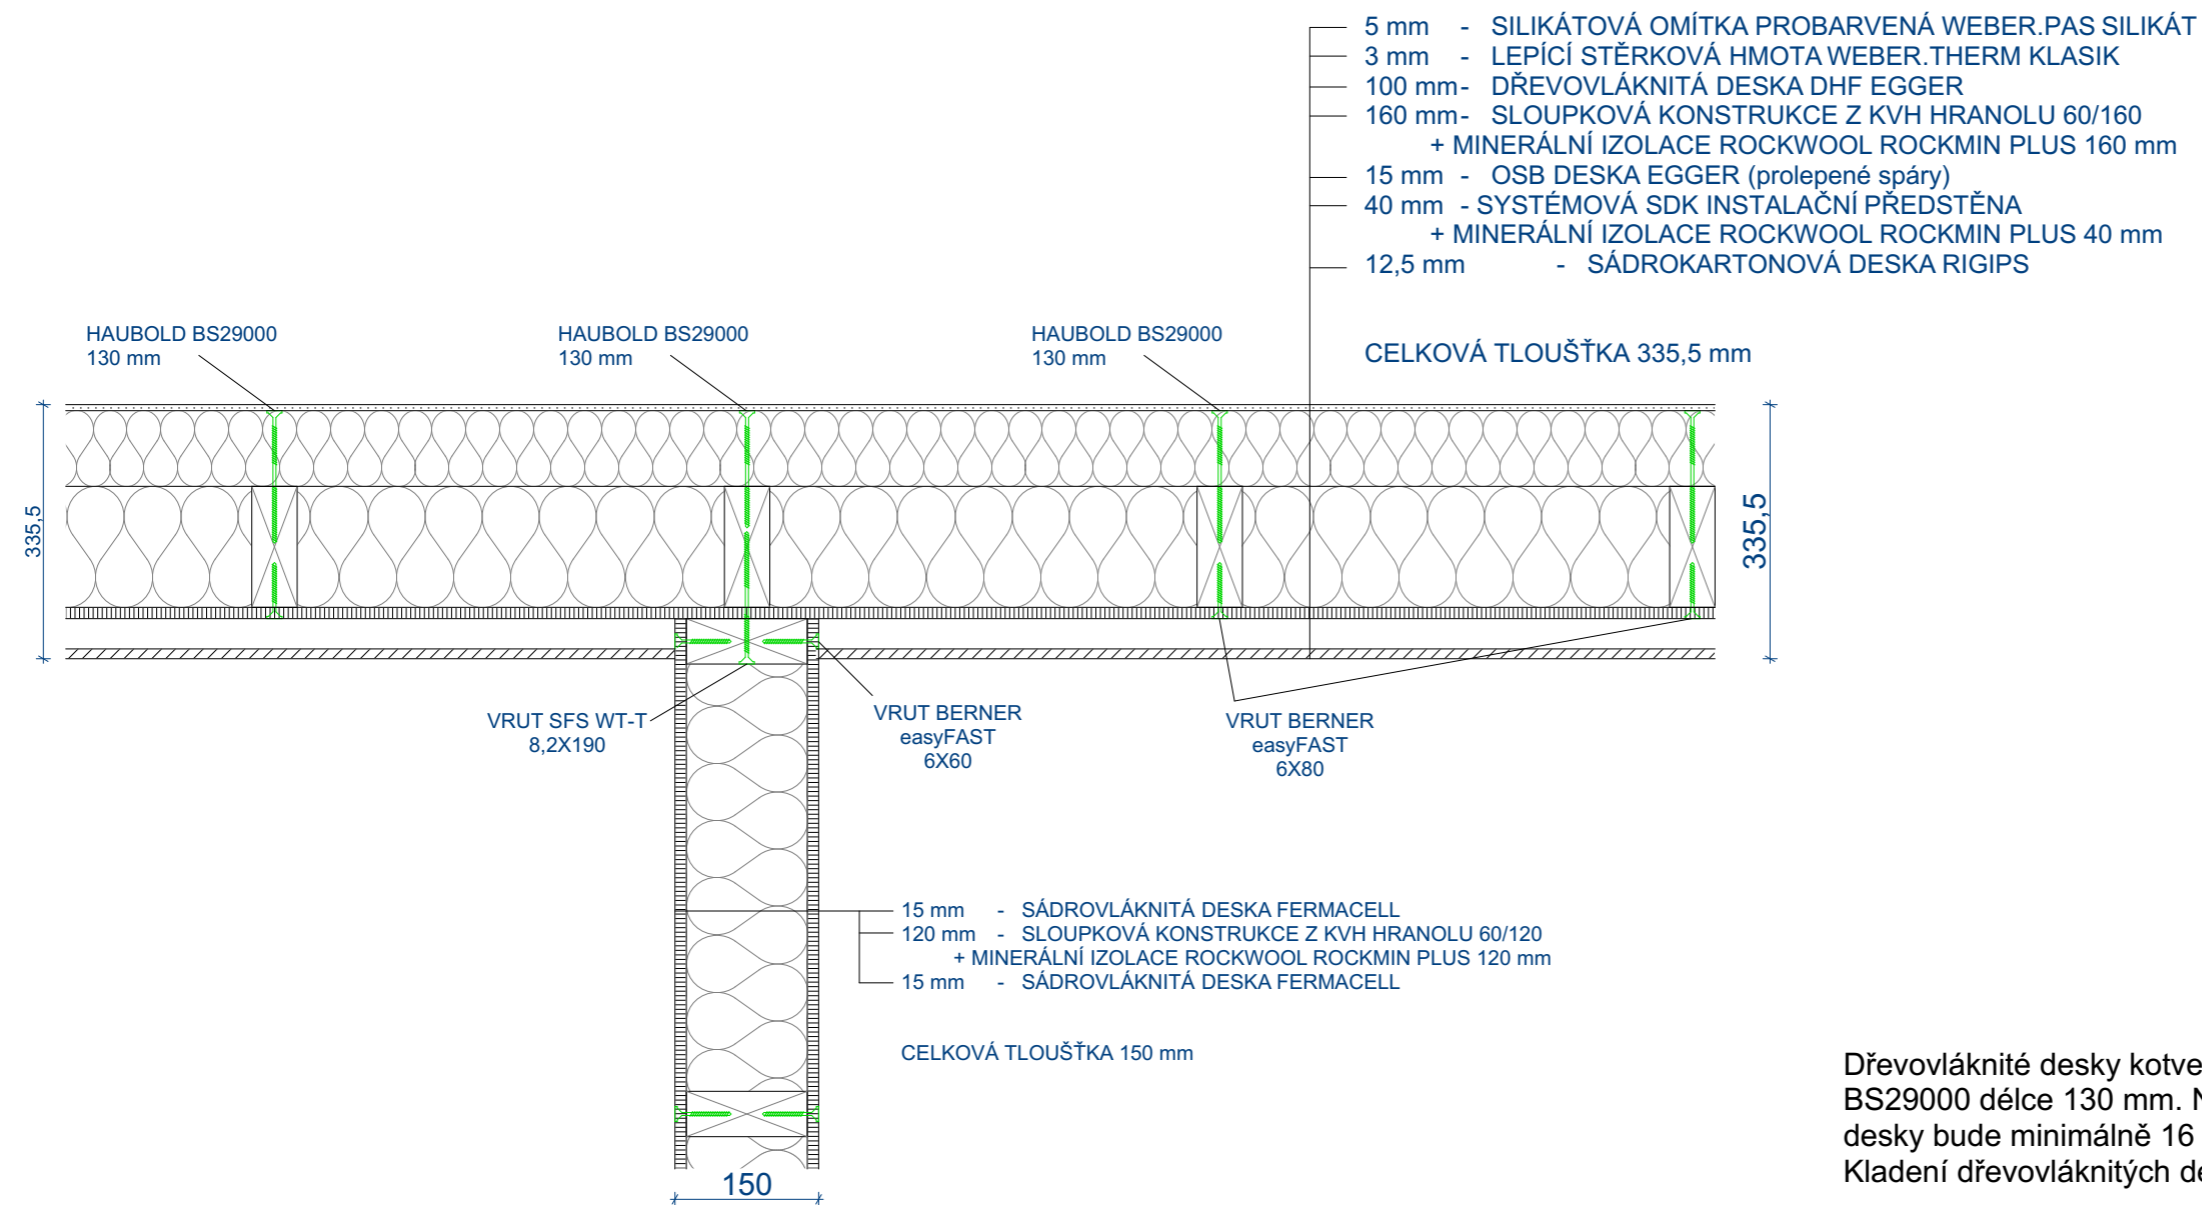 5 mm - SILIKÁTOVÁ OMÍTKA PROBARVENÁ WEBER.PAS SILIKÁT
3 mm - LEPÍCÍ STĚRKOVÁ HMOTA WEBER.THERM KLASIK
100 mm- DŘEVOVLÁKNITÁ DESKA DHF EGGER
160 mm- SLOUPKOVÁ KONSTRUKCE Z KVH HRANOLU 60/160
+ MINERÁLNÍ IZOLACE ROCKWOOL ROCKMIN PLUS 160 mm
15 mm - OSB DESKA EGGER (prolepené spáry)
40 mm - SYSTÉMOVÁ SDK INSTALAČNÍ PŘEDSTĚNA
+ MINERÁLNÍ IZOLACE ROCKWOOL ROCKMIN PLUS 40 mm
12,5 mm - SÁDROKARTONOVÁ DESKA RIGIPS
CELKOVÁ TLOUŠŤKA 335,5 mm
HAUBOLD BS29000
130 mm
HAUBOLD BS29000
130 mm
HAUBOLD BS29000
130 mm
335,5
335,5
VRUT SFS WT-T
8,2X190
VRUT BERNER
easyFAST
6X60
VRUT BERNER
easyFAST
6X80
15 mm - SÁDROVLÁKNITÁ DESKA FERMACELL
120 mm - SLOUPKOVÁ KONSTRUKCE Z KVH HRANOLU 60/120
+ MINERÁLNÍ IZOLACE ROCKWOOL ROCKMIN PLUS 120 mm
15 mm - SÁDROVLÁKNITÁ DESKA FERMACELL
CELKOVÁ TLOUŠŤKA 150 mm
150
Dřevovláknité desky kotve
BS29000 délce 130 mm. N
desky bude minimálně 16
Kladení dřevovláknitých de